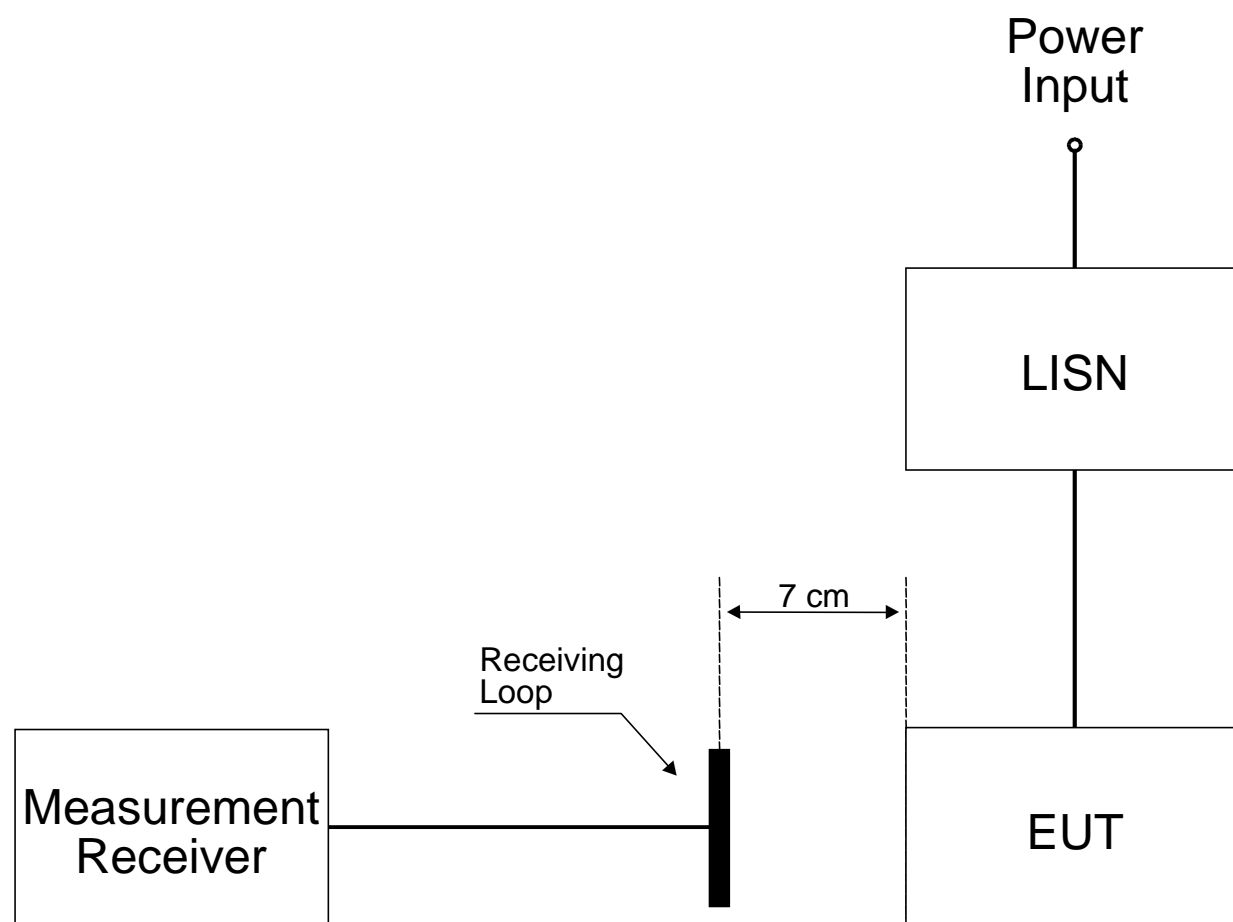 Power
Input
LISN
7 cm
Receiving
Loop
Measurement
Receiver
EUT